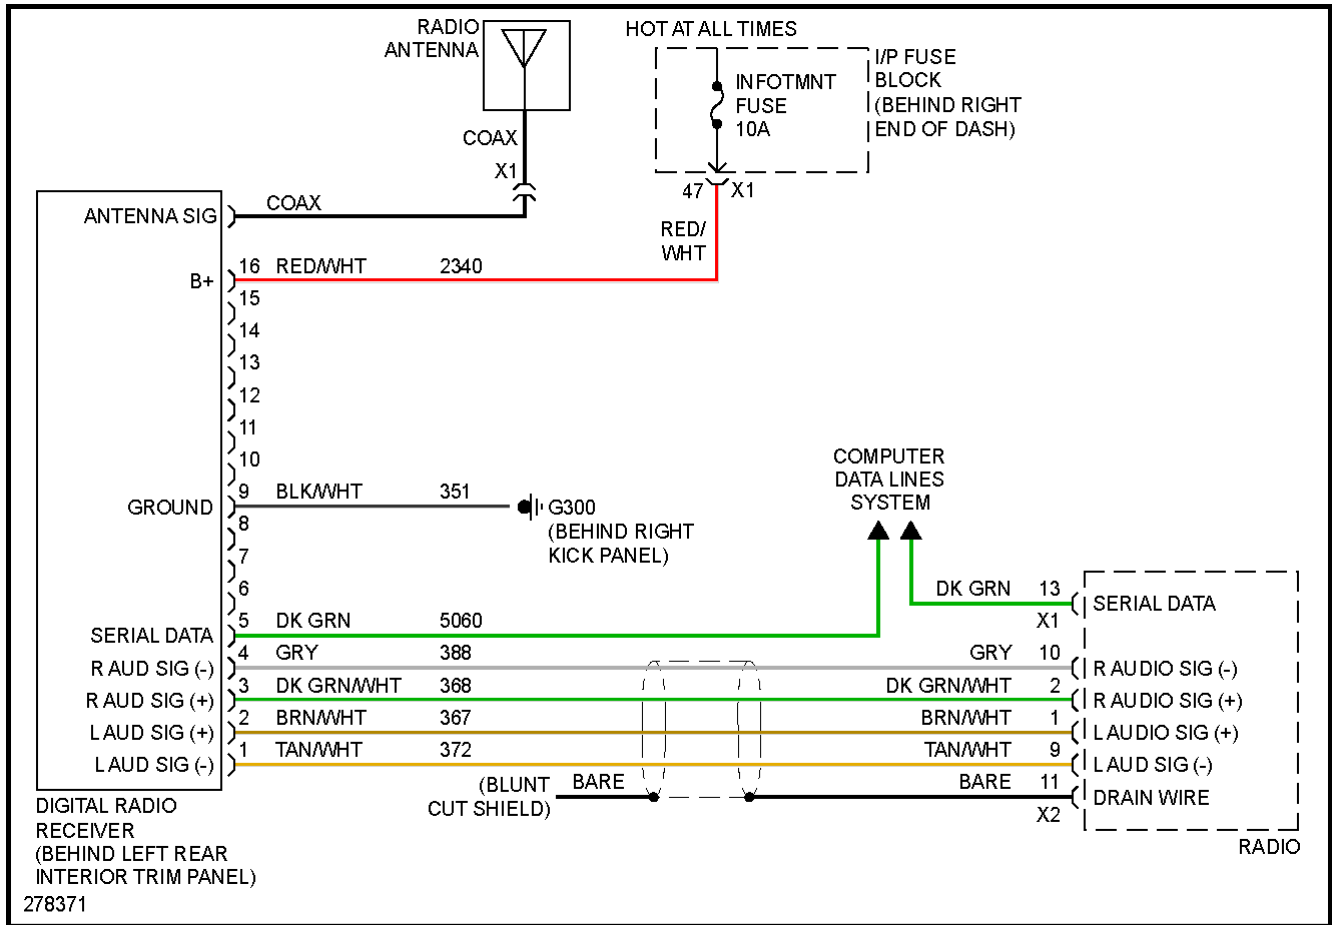 RADIO
ANTENNA
COAX
X1
HOT AT ALL TIMES
INFOTMNT
FUSE
10A
I/P FUSE
BLOCK
(BEHIND RIGHT
END OF DASH)
47 X1
RED/
WHT
ANTENNA SIG COAX
B+ 16 RED/WHT 2340
15
14
13
12
11
10
GROUND 9 BLK/WHT 351 G300
(BEHIND RIGHT
KICK PANEL)
8
7
6
COMPUTER
DATA LINES
SYSTEM
DK GRN 13 SERIAL DATA
X1
SERIAL DATA 5 DK GRN 5060
R AUD SIG (-) 4 GRY 388 GRY 10 R AUDIO SIG (-)
R AUD SIG (+) 3 DK GRN/WHT 368 DK GRN/WHT 2 R AUDIO SIG (+)
L AUD SIG (+) 2 BRN/WHT 367 BRN/WHT 1 L AUDIO SIG (+)
L AUD SIG (-) 1 TAN/WHT 372 TAN/WHT 9 L AUD SIG (-)
(BLUNT
CUT SHIELD) BARE BARE 11 DRAIN WIRE
X2
RADIO
DIGITAL RADIO
RECEIVER
(BEHIND LEFT REAR
INTERIOR TRIM PANEL)
278371